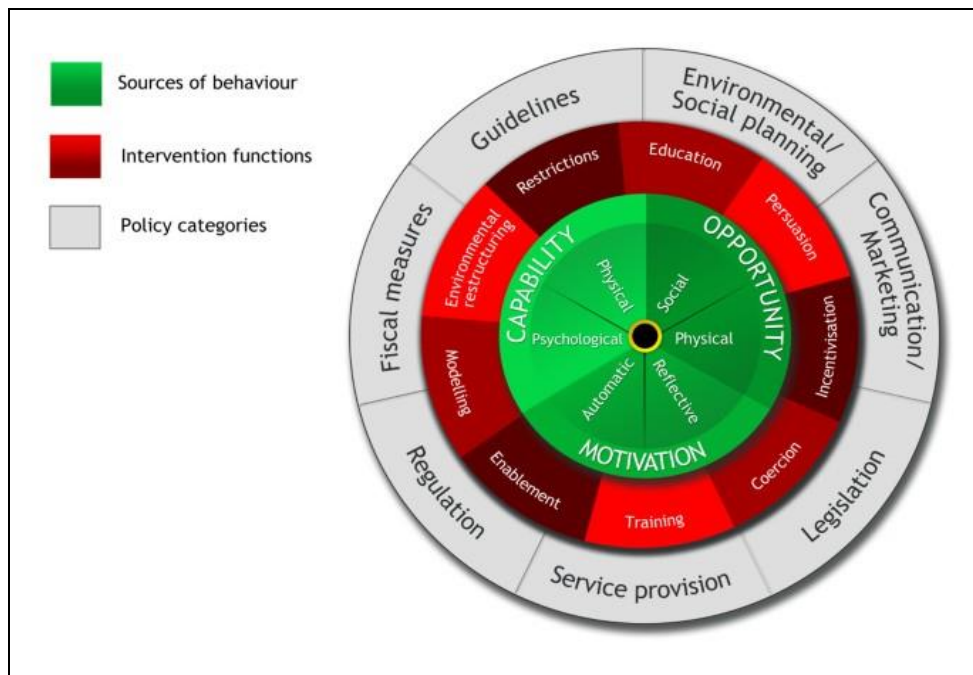 Sources of behaviour
Intervention functions
Policy categories
Guidelines
Environmental/
Social planning
Communication/
Marketing
Legislation
Service provision
Regulation
Fiscal measures
Restrictions
Education
Persuasion
Incentivisation
Coercion
Training
Enablement
Modelling
Environmental
restructuring
CAPABILITY
OPPORTUNITY
MOTIVATION
Physical
Social
Physical
Reflective
Automatic
Psychological